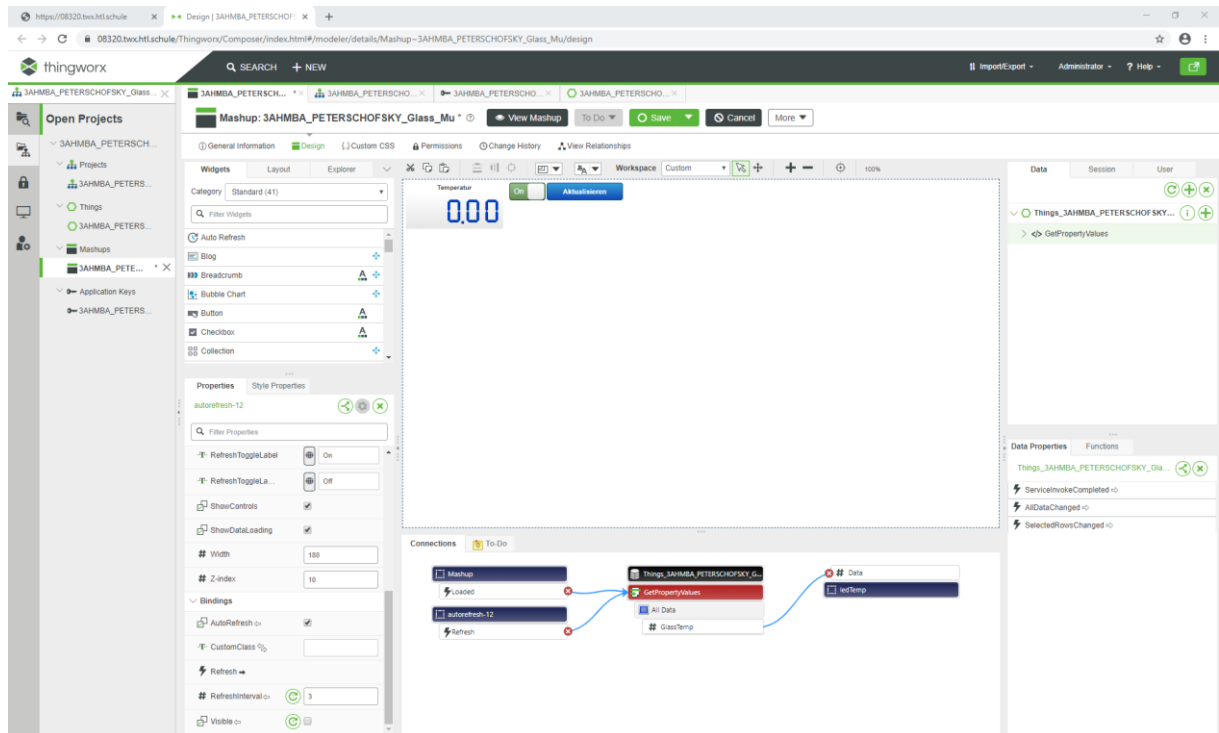 https://08320.twx.htl.schule
Design | 3AHMBA_PETERSCHOF
08320.twx.htl.schule/Thingworx/Composer/index.html#/modeler/details/Mashup~3AHMBA_PETERSCHOFSKY_Glass_Mu/design
thingworx
SEARCH
+ NEW
Import/Export
Administrator
? Help
3AHMBA_PETERSCHOFSKY_Glass...
3AHMBA_PETERSCH... *
3AHMBA_PETERSCHO...
3AHMBA_PETERSCHO...
3AHMBA_PETERSCHO...
Open Projects
Mashup: 3AHMBA_PETERSCHOFSKY_Glass_Mu *
View Mashup
To Do
Save
Cancel
More
3AHMBA_PETERSCH...
Projects
3AHMBA_PETERS...
Things
3AHMBA_PETERS...
Mashups
3AHMBA_PETE... *
Application Keys
3AHMBA_PETERS...
General Information
Design
Custom CSS
Permissions
Change History
View Relationships
Widgets
Layout
Explorer
Category
Standard (41)
Filter Widgets
Auto Refresh
Blog
Breadcrumb
Bubble Chart
Button
Checkbox
Collection
Properties
Style Properties
autorefresh-12
Filter Properties
RefreshToggleLabel
On
RefreshToggleLa...
Off
ShowControls
ShowDataLoading
Width
180
Z-index
10
Bindings
AutoRefresh
CustomClass
Refresh
RefreshInterval
3
Visible
Workspace
Custom
100%
Temperatur
0.00
On
Aktualisieren
Connections
To-Do
Mashup
Loaded
autorefresh-12
Refresh
Things_3AHMBA_PETERSCHOFSKY_G...
GetPropertyValues
All Data
# GlassTemp
# Data
ledTemp
Data
Session
User
Things_3AHMBA_PETERSCHOFSKY...
GetPropertyValues
Data Properties
Functions
Things_3AHMBA_PETERSCHOFSKY_Gla...
ServiceInvokeCompleted
AllDataChanged
SelectedRowsChanged